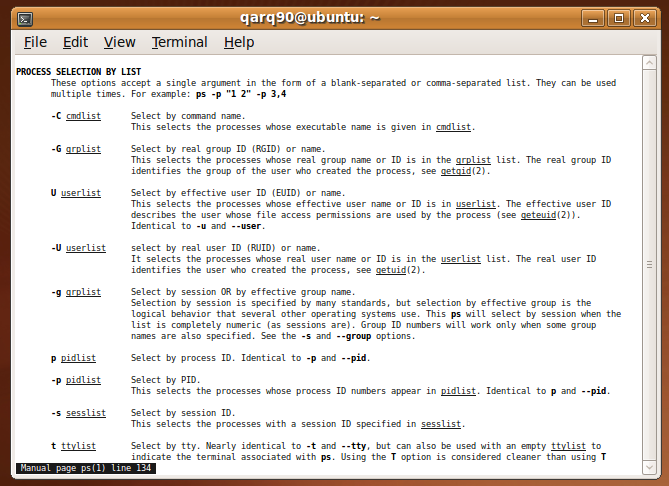 qarq90@ubuntu: ~
File Edit View Terminal Help
PROCESS SELECTION BY LIST
These options accept a single argument in the form of a blank-separated or comma-separated list. They can be used
multiple times. For example: ps -p "1 2" -p 3,4
-C cmdlist Select by command name.
This selects the processes whose executable name is given in cmdlist.
-G grplist Select by real group ID (RGID) or name.
This selects the processes whose real group name or ID is in the grplist list. The real group ID
identifies the group of the user who created the process, see getgid(2).
U userlist Select by effective user ID (EUID) or name.
This selects the processes whose effective user name or ID is in userlist. The effective user ID
describes the user whose file access permissions are used by the process (see geteuid(2)).
Identical to -u and --user.
-U userlist select by real user ID (RUID) or name.
It selects the processes whose real user name or ID is in the userlist list. The real user ID
identifies the user who created the process, see getuid(2).
-g grplist Select by session OR by effective group name.
Selection by session is specified by many standards, but selection by effective group is the
logical behavior that several other operating systems use. This ps will select by session when the
list is completely numeric (as sessions are). Group ID numbers will work only when some group
names are also specified. See the -s and --group options.
p pidlist Select by process ID. Identical to -p and --pid.
-p pidlist Select by PID.
This selects the processes whose process ID numbers appear in pidlist. Identical to p and --pid.
-s sesslist Select by session ID.
This selects the processes with a session ID specified in sesslist.
t ttylist Select by tty. Nearly identical to -t and --tty, but can also be used with an empty ttylist to
indicate the terminal associated with ps. Using the T option is considered cleaner than using T
Manual page ps(1) line 134